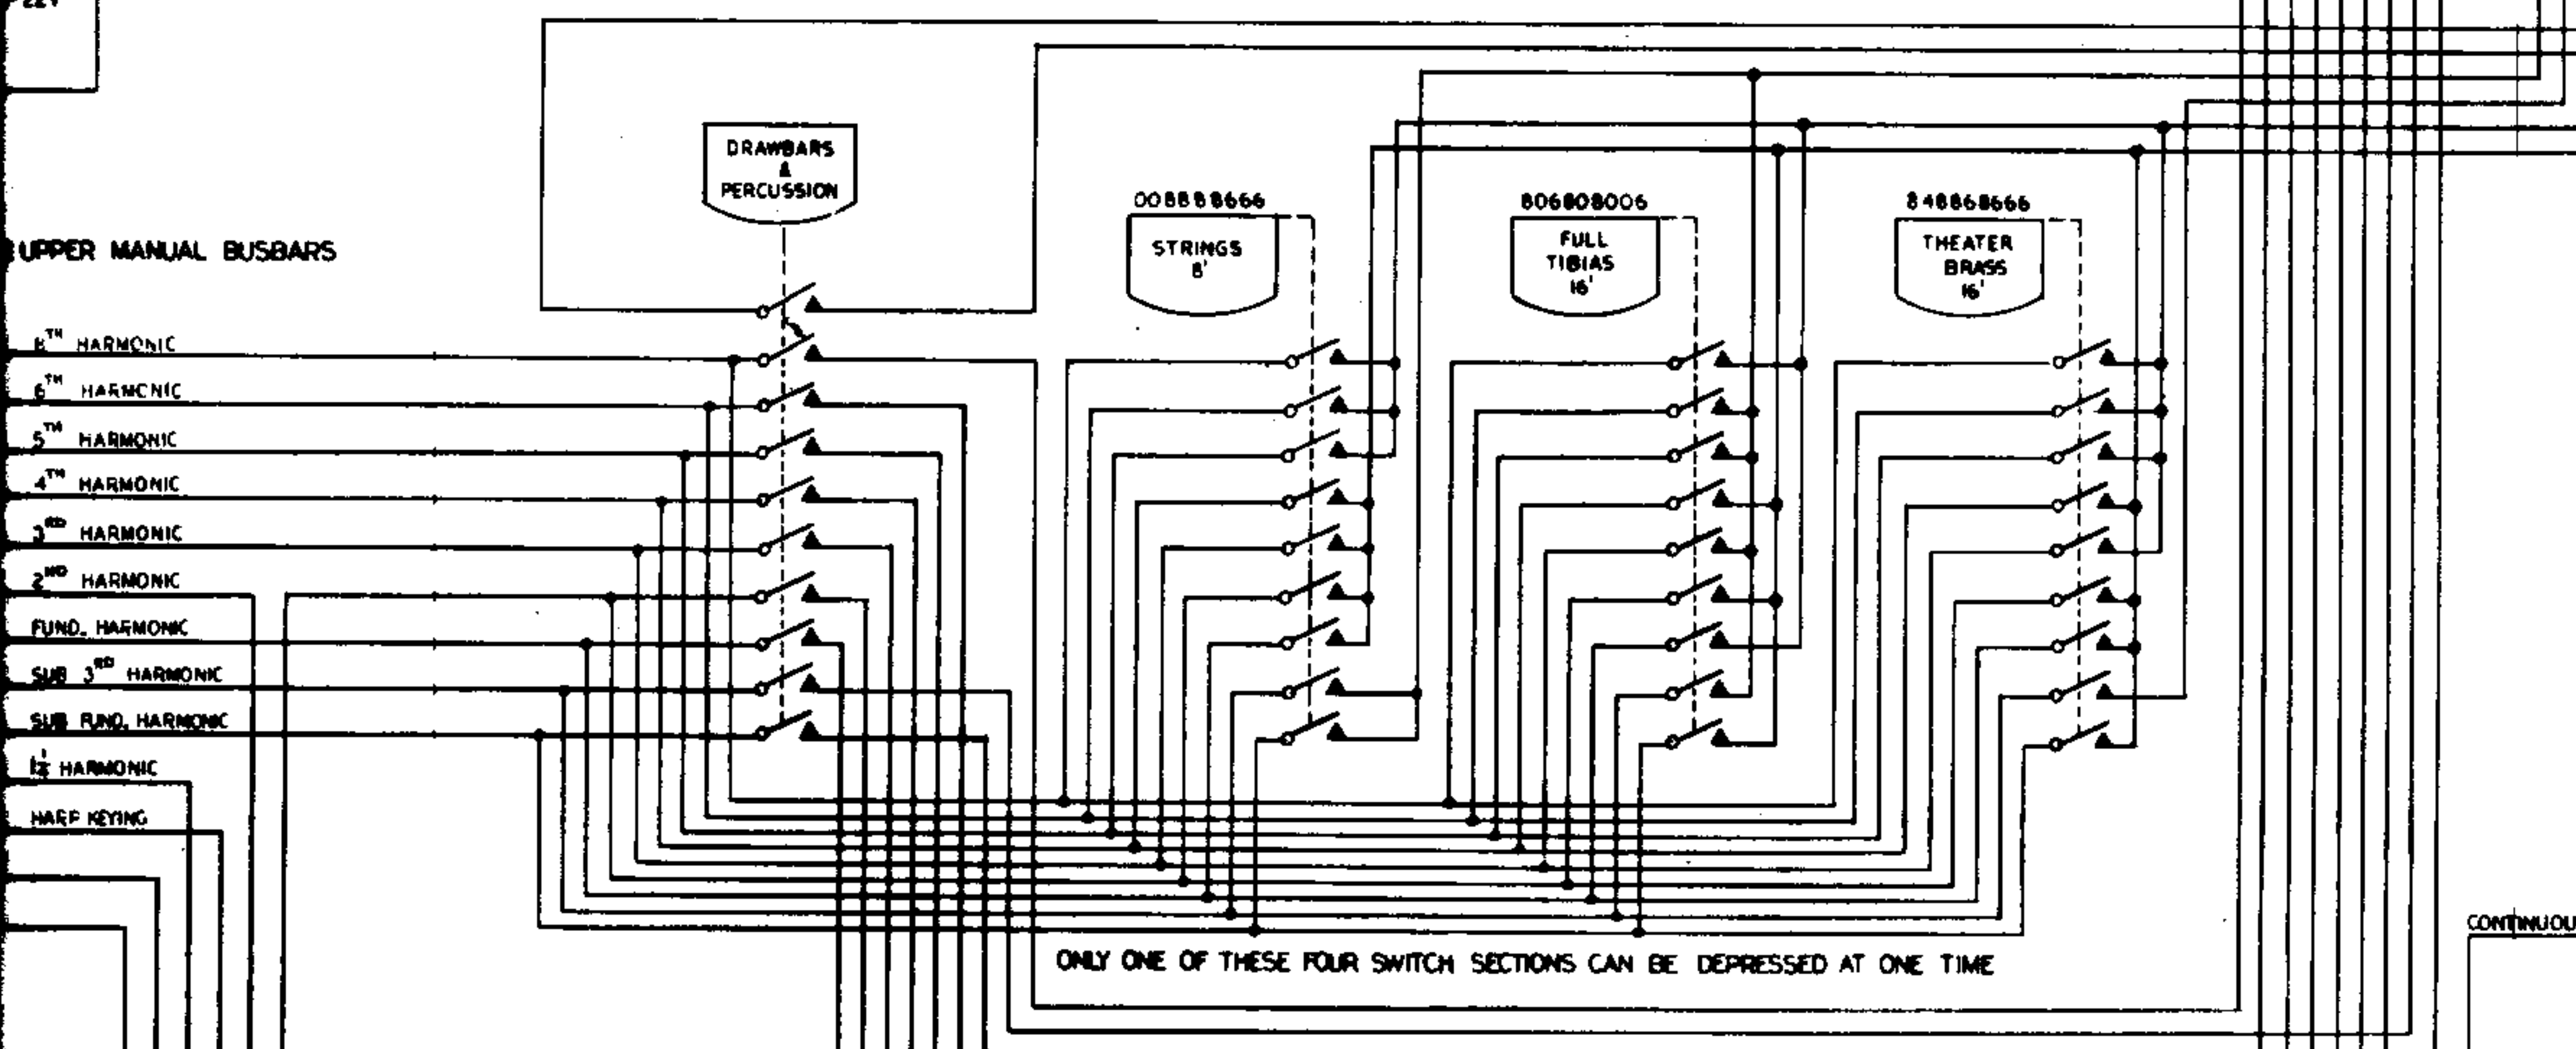 DRAWBARS
&
PERCUSSION
008888666
STRINGS
8'
806808006
FULL
TIBIAS
16'
848868666
THEATER
BRASS
16'
UPPER MANUAL BUSBARS
8TH HARMONIC
6TH HARMONIC
5TH HARMONIC
4TH HARMONIC
3RD HARMONIC
2ND HARMONIC
FUND. HARMONIC
SUB 3RD HARMONIC
SUB FUND. HARMONIC
HARMONIC
HARP KEYING
CONTINUOU
ONLY ONE OF THESE FOUR SWITCH SECTIONS CAN BE DEPRESSED AT ONE TIME